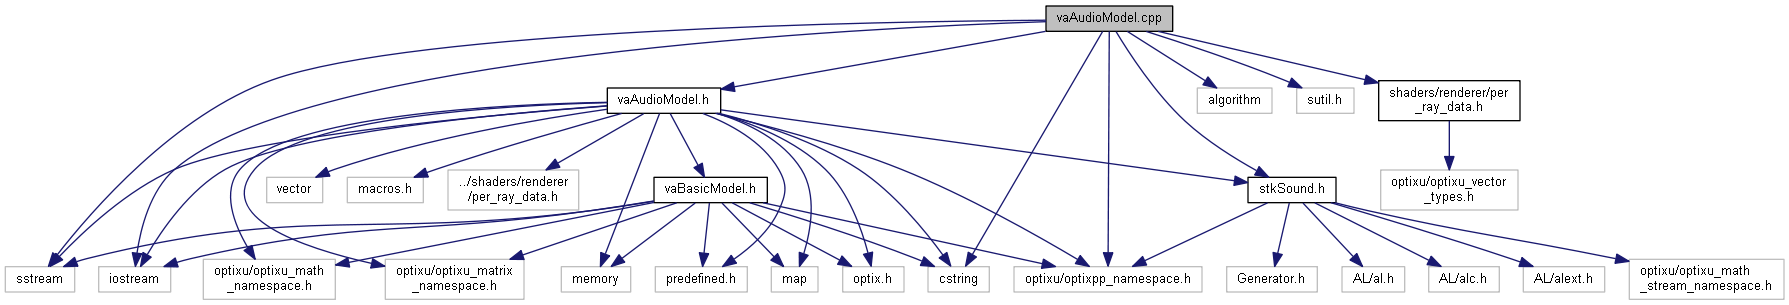 vaAudioModel.cpp
vaAudioModel.h
algorithm
sutil.h
shaders/renderer/per
_ray_data.h
vector
macros.h
../shaders/renderer
/per_ray_data.h
vaBasicModel.h
stkSound.h
optixu/optixu_vector
_types.h
sstream
iostream
optixu/optixu_math
_namespace.h
optixu/optixu_matrix
_namespace.h
memory
predefined.h
map
optix.h
cstring
optixu/optixpp_namespace.h
Generator.h
AL/al.h
AL/alc.h
AL/alext.h
optixu/optixu_math
_stream_namespace.h